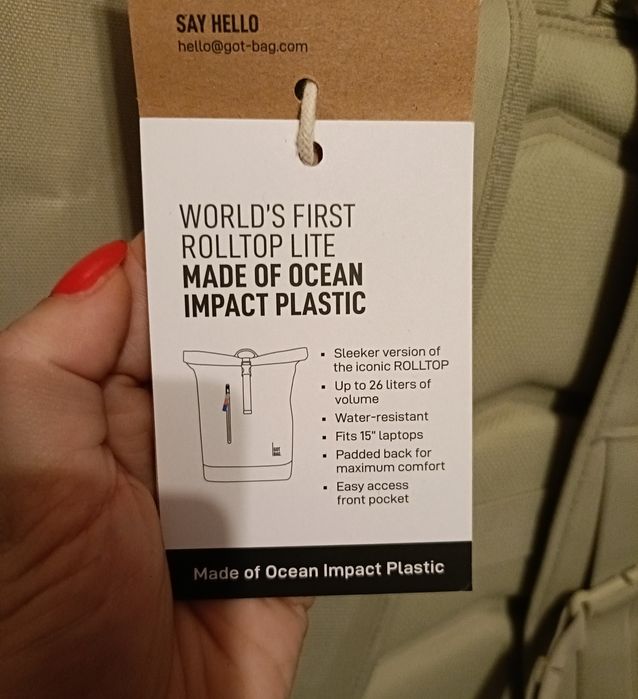 SAY HELLO
hello@got-bag.com
WORLD'S FIRST
ROLLTOP LITE
MADE OF OCEAN
IMPACT PLASTIC
▪ Sleeker version of
the iconic ROLLTOP
▪ Up to 26 liters of
volume
▪ Water-resistant
▪ Fits 15" laptops
▪ Padded back for
maximum comfort
▪ Easy access
front pocket
GOT
BAG
Made of Ocean Impact Plastic